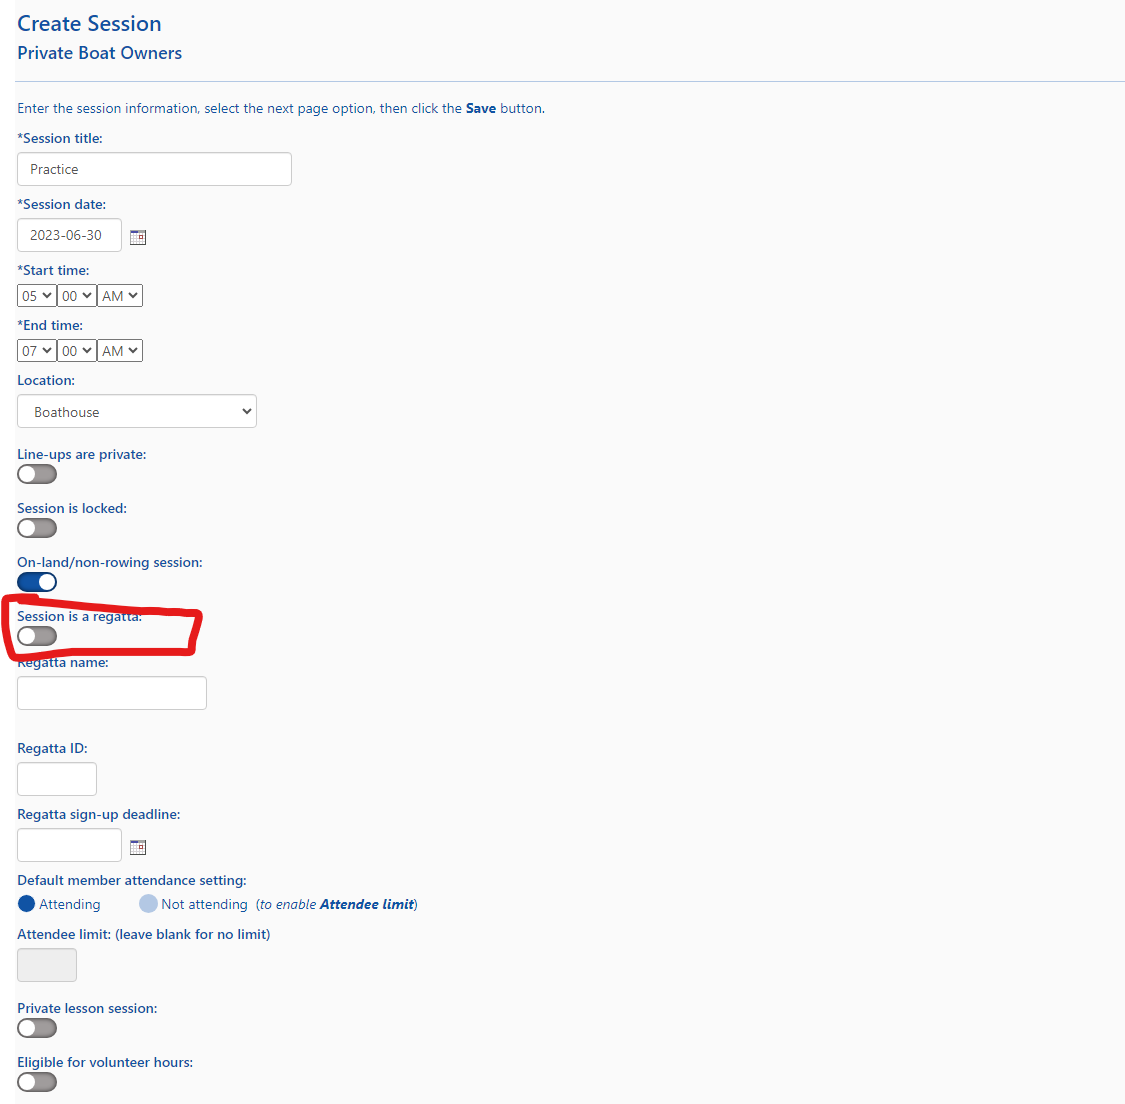 Create Session
Private Boat Owners
Enter the session information, select the next page option, then click the Save button.
*Session title:
Practice
*Session date:
2023-06-30
*Start time:
05 00 AM
*End time:
07 00 AM
Location:
Boathouse
Line-ups are private:
Session is locked:
On-land/non-rowing session:
Session is a regatta:
Regatta name:
Regatta ID:
Regatta sign-up deadline:
Default member attendance setting:
Attending Not attending (to enable Attendee limit)
Attendee limit: (leave blank for no limit)
Private lesson session:
Eligible for volunteer hours: